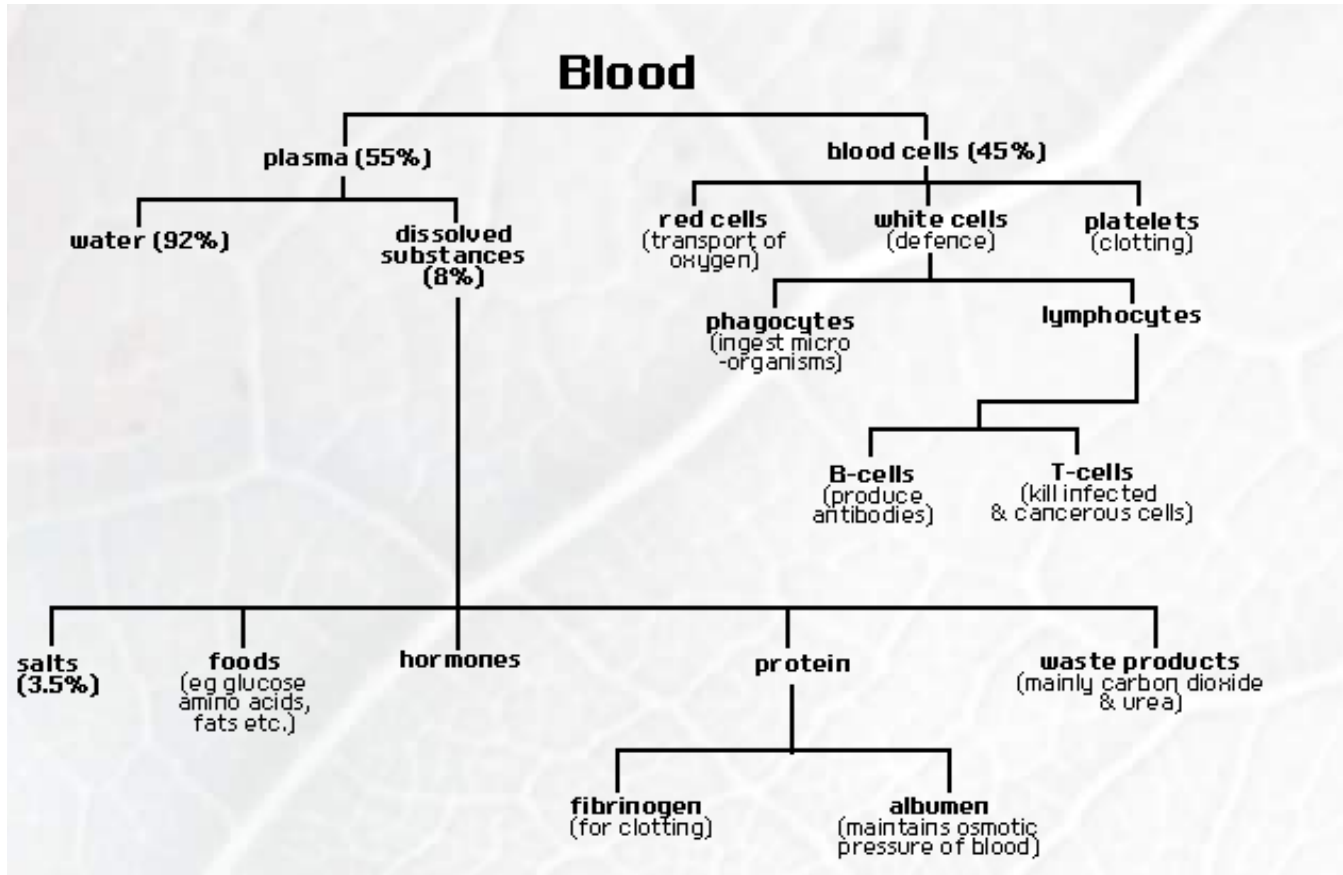 Blood
plasma (55%)
blood cells (45%)
water (92%)
dissolved
substances
(8%)
red cells
(transport of
oxygen)
white cells
(defence)
platelets
(clotting)
phagocytes
(ingest micro
-organisms)
lymphocytes
B-cells
(produce
antibodies)
T-cells
(kill infected
& cancerous cells)
salts
(3.5%)
foods
(eg glucose
amino acids,
fats etc.)
hormones
protein
waste products
(mainly carbon dioxide
& urea)
fibrinogen
(for clotting)
albumen
(maintains osmotic
pressure of blood)